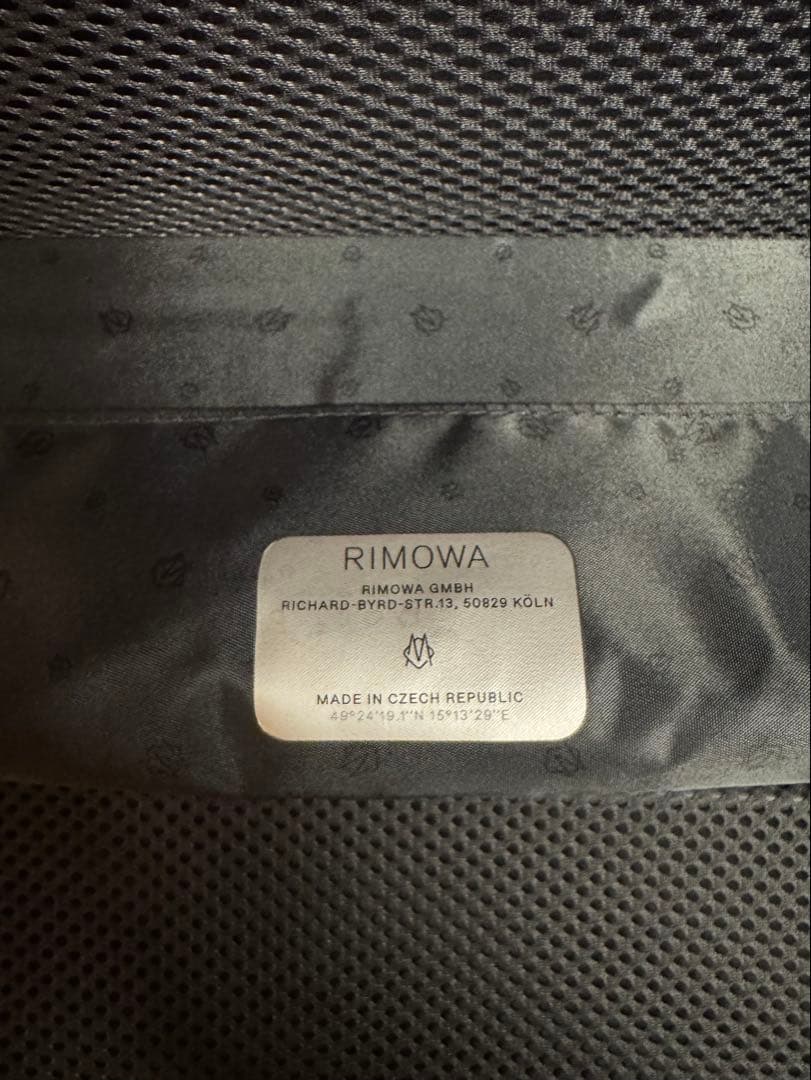 RIMOWA
RIMOWA GMBH
RICHARD-BYRD-STR.13, 50829 KÖLN
MADE IN CZECH REPUBLIC
49°24'19.1"N 15°13'29"E